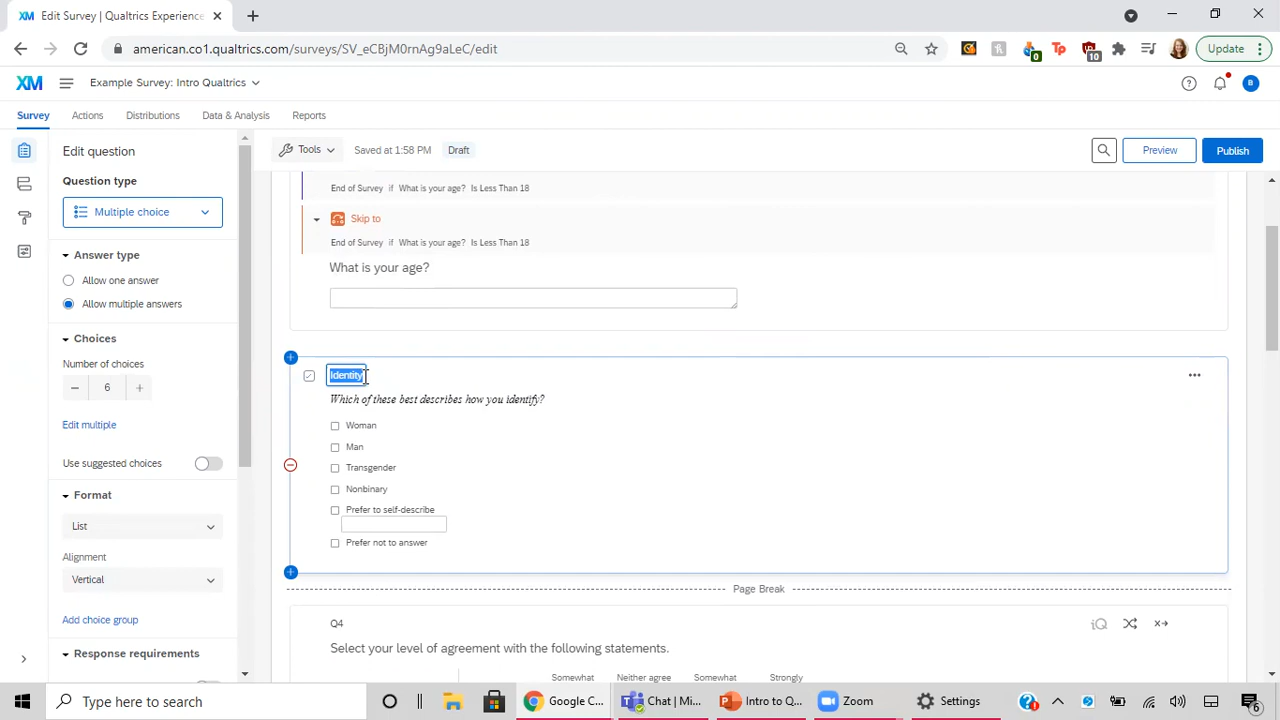 XM Edit Survey | Qualtrics Experience
american.co1.qualtrics.com/surveys/SV_eCBjM0rnAg9aLeC/edit
0
10
Update
XM
Example Survey: Intro Qualtrics
B
Survey
Actions
Distributions
Data & Analysis
Reports
Edit question
Tools
Saved at 1:58 PM
Draft
Preview
Publish
Question type
Multiple choice
Answer type
Allow one answer
Allow multiple answers
Choices
Number of choices
6
Edit multiple
Use suggested choices
Format
List
Alignment
Vertical
Add choice group
Response requirements
End of Survey if What is your age? Is Less Than 18
Skip to
End of Survey if What is your age? Is Less Than 18
What is your age?
Identity
Which of these best describes how you identify?
Woman
Man
Transgender
Nonbinary
Prefer to self-describe
Prefer not to answer
Page Break
Q4
iQ
Select your level of agreement with the following statements.
Somewhat
Neither agree
Somewhat
Strongly
Type here to search
Google C...
Chat | Mi...
Intro to Q...
Zoom
Settings
6